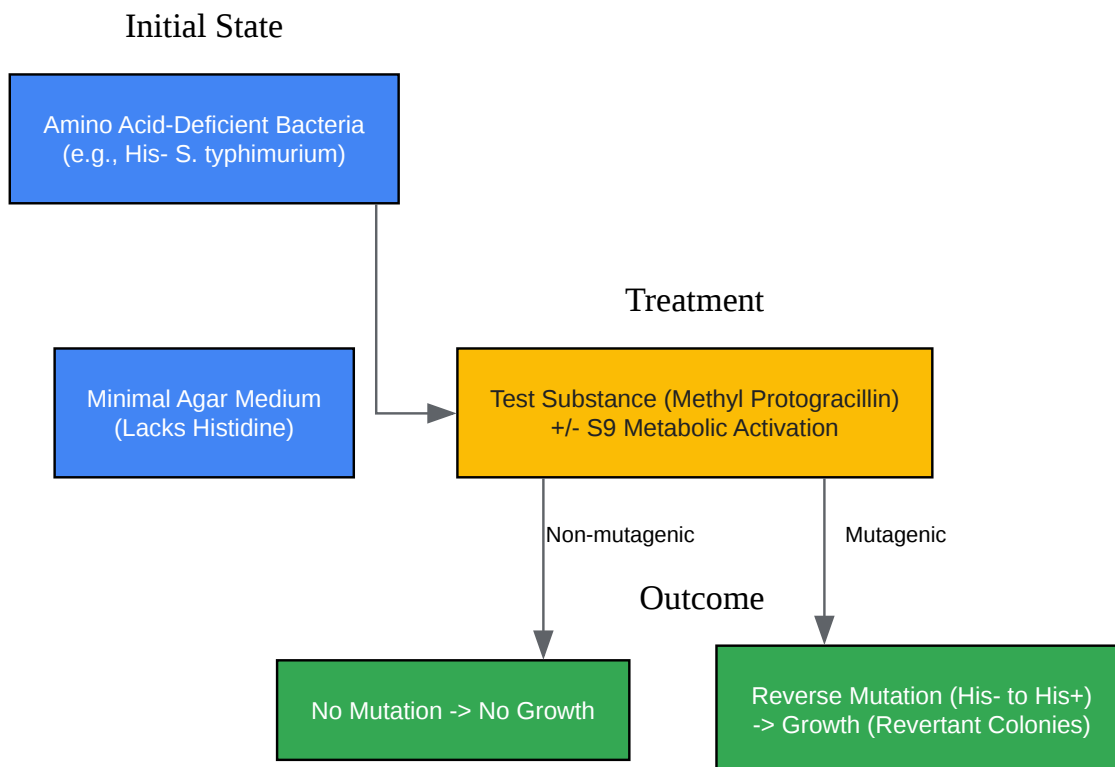 Initial State
Amino Acid-Deficient Bacteria
(e.g., His- S. typhimurium)
Treatment
Minimal Agar Medium
(Lacks Histidine)
Test Substance (Methyl Protogracillin)
+/- S9 Metabolic Activation
Non-mutagenic
Mutagenic
Outcome
No Mutation -> No Growth
Reverse Mutation (His- to His+)
-> Growth (Revertant Colonies)